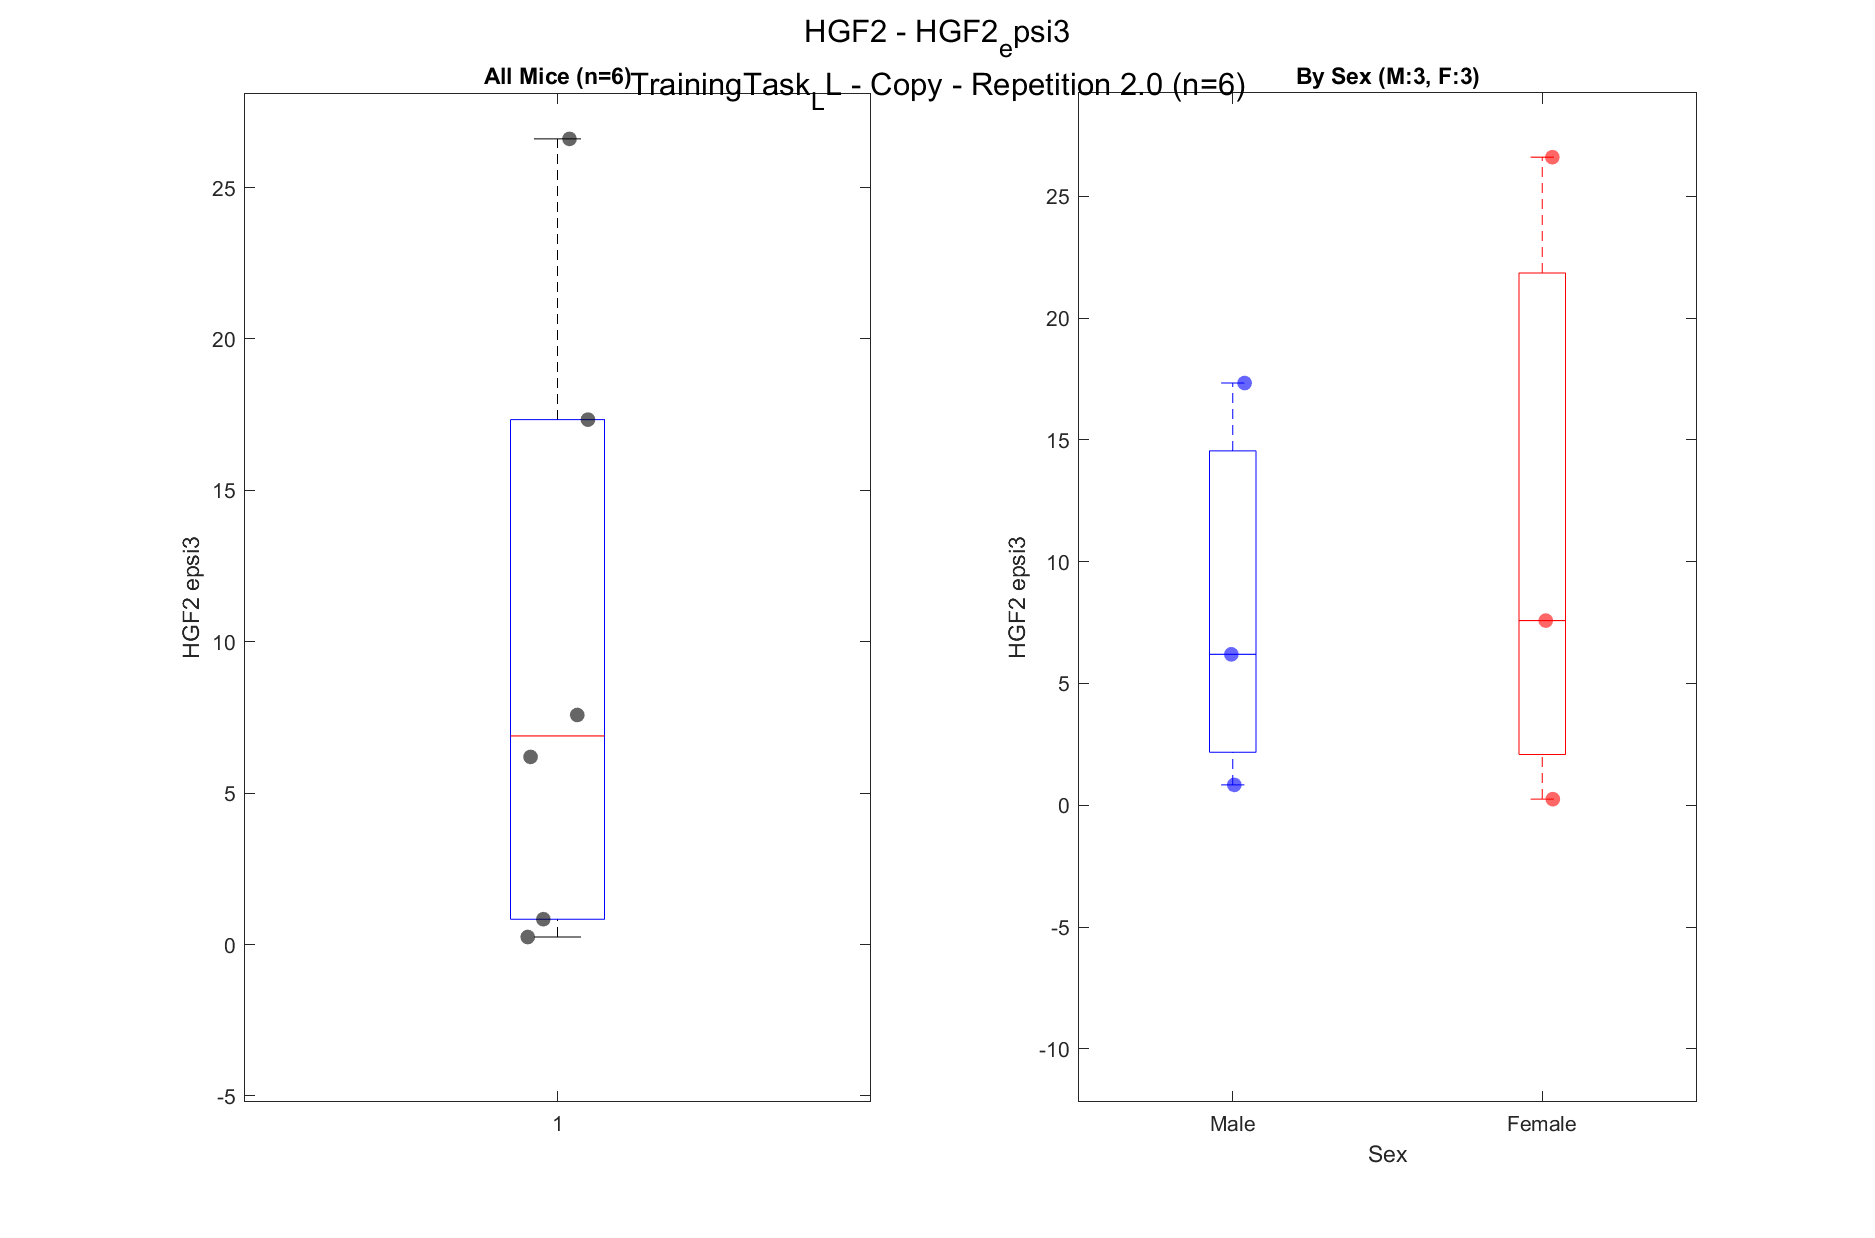 HGF2 - HGF2epsi3
TrainingTaskLL - Copy - Repetition 2.0 (n=6)
All Mice (n=6)
HGF2 epsi3
25
20
15
10
5
0
-5
1
By Sex (M:3, F:3)
HGF2 epsi3
25
20
15
10
5
0
-5
-10
Male Female
Sex